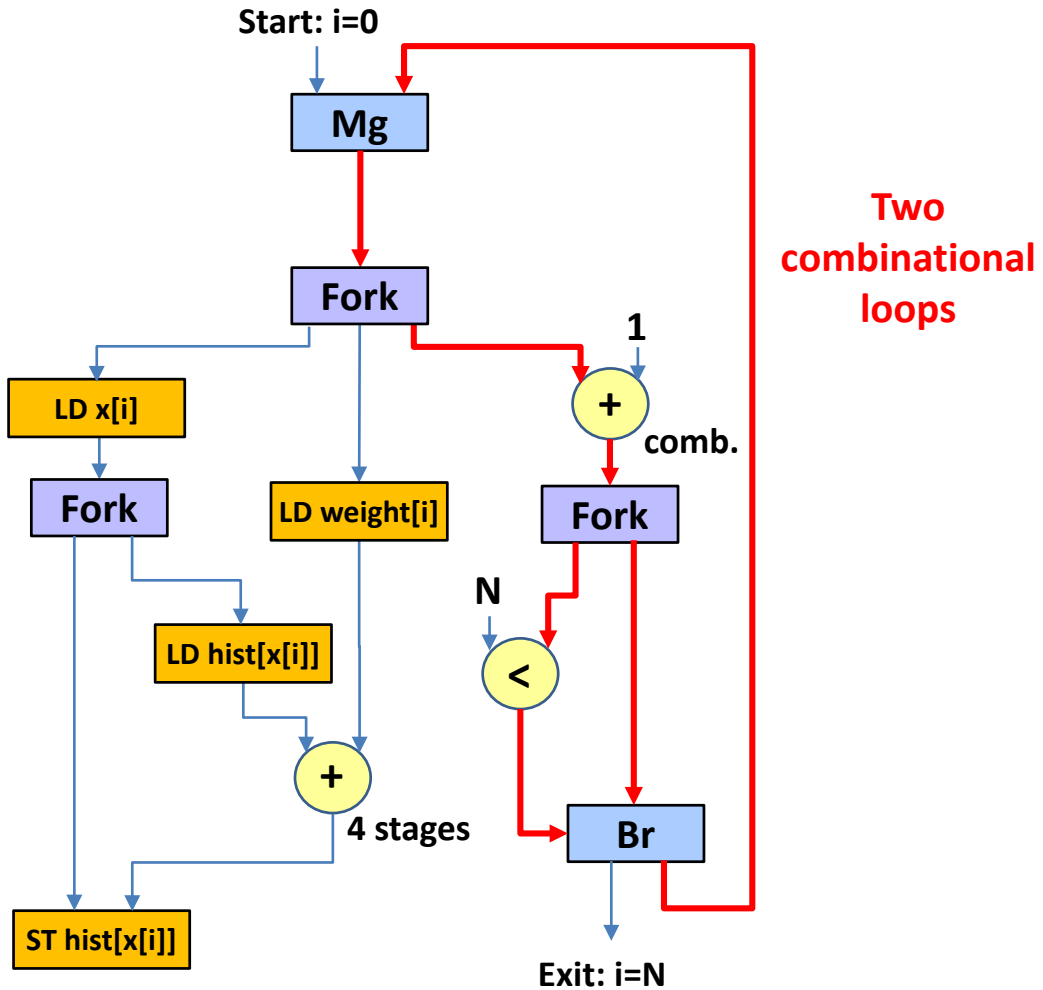 Start: i=0
Mg
Two
combinational
loops
Fork
1
LD x[i]
+
comb.
Fork
LD weight[i]
Fork
N
LD hist[x[i]]
<
+
4 stages
Br
ST hist[x[i]]
Exit: i=N